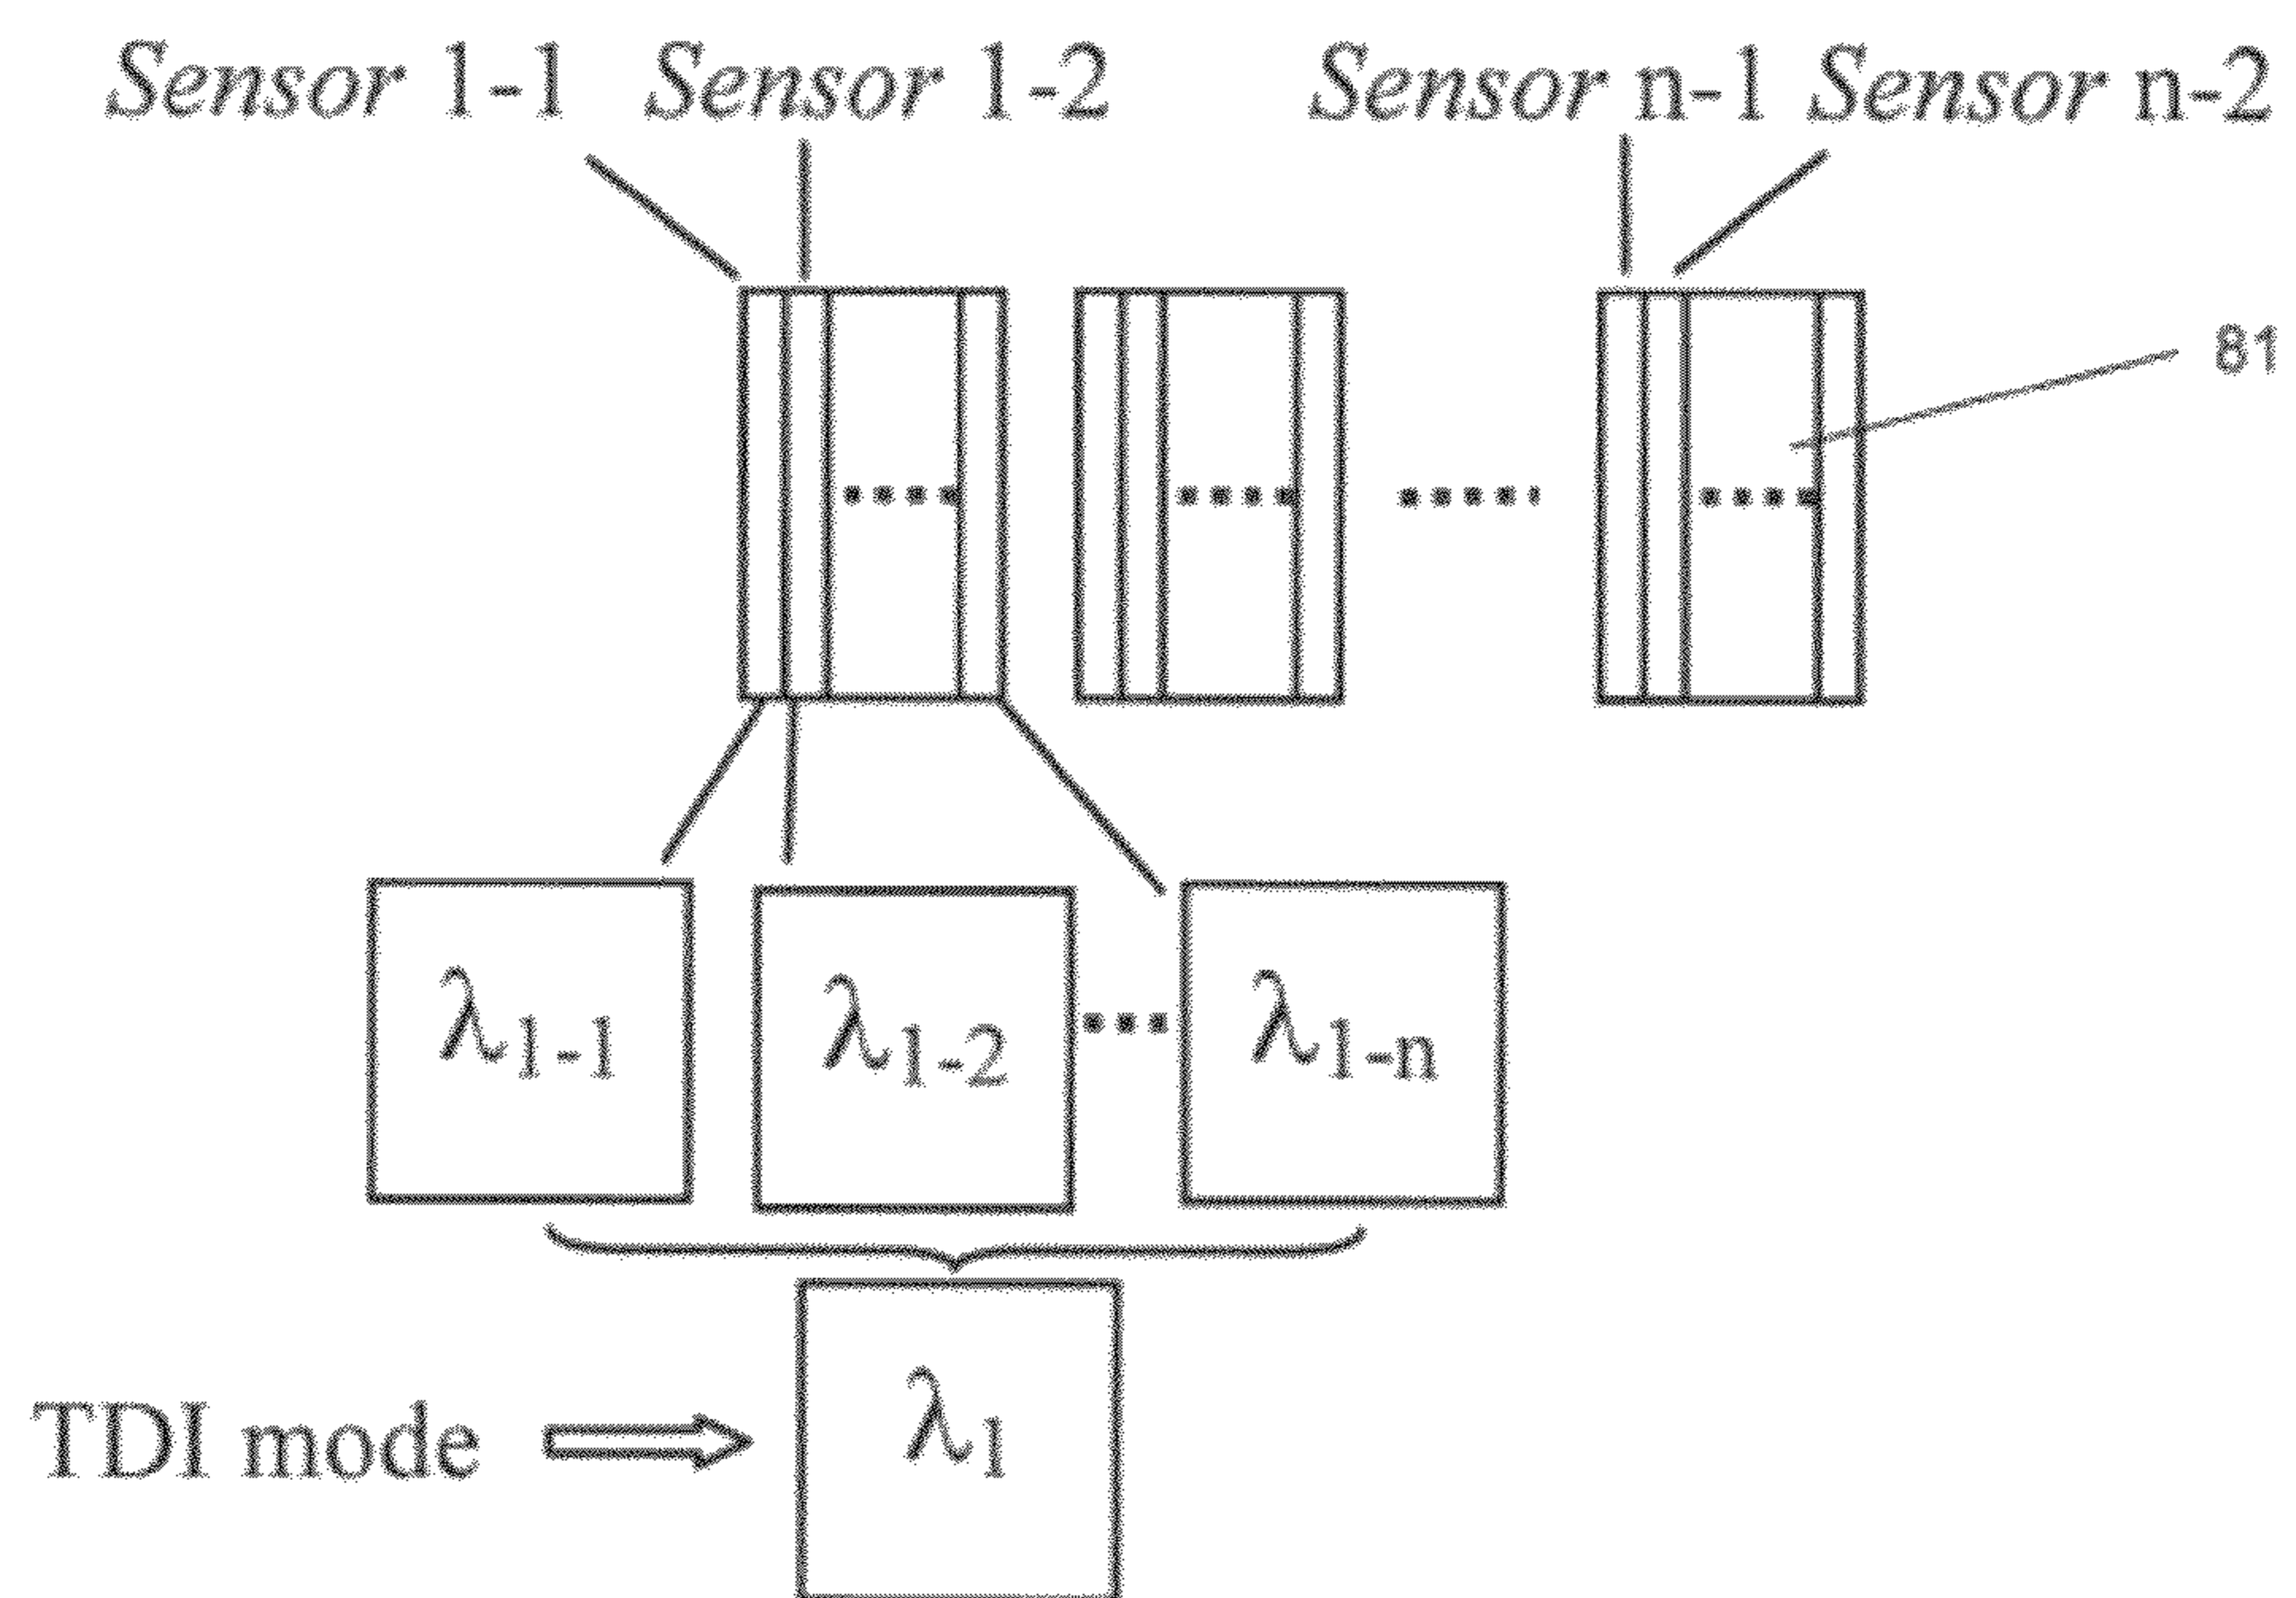 Sensor 1-1 Sensor 1-2 Sensor n-1 Sensor n-2
81
λ1-1 λ1-2 λ1-n
TDI mode λ1